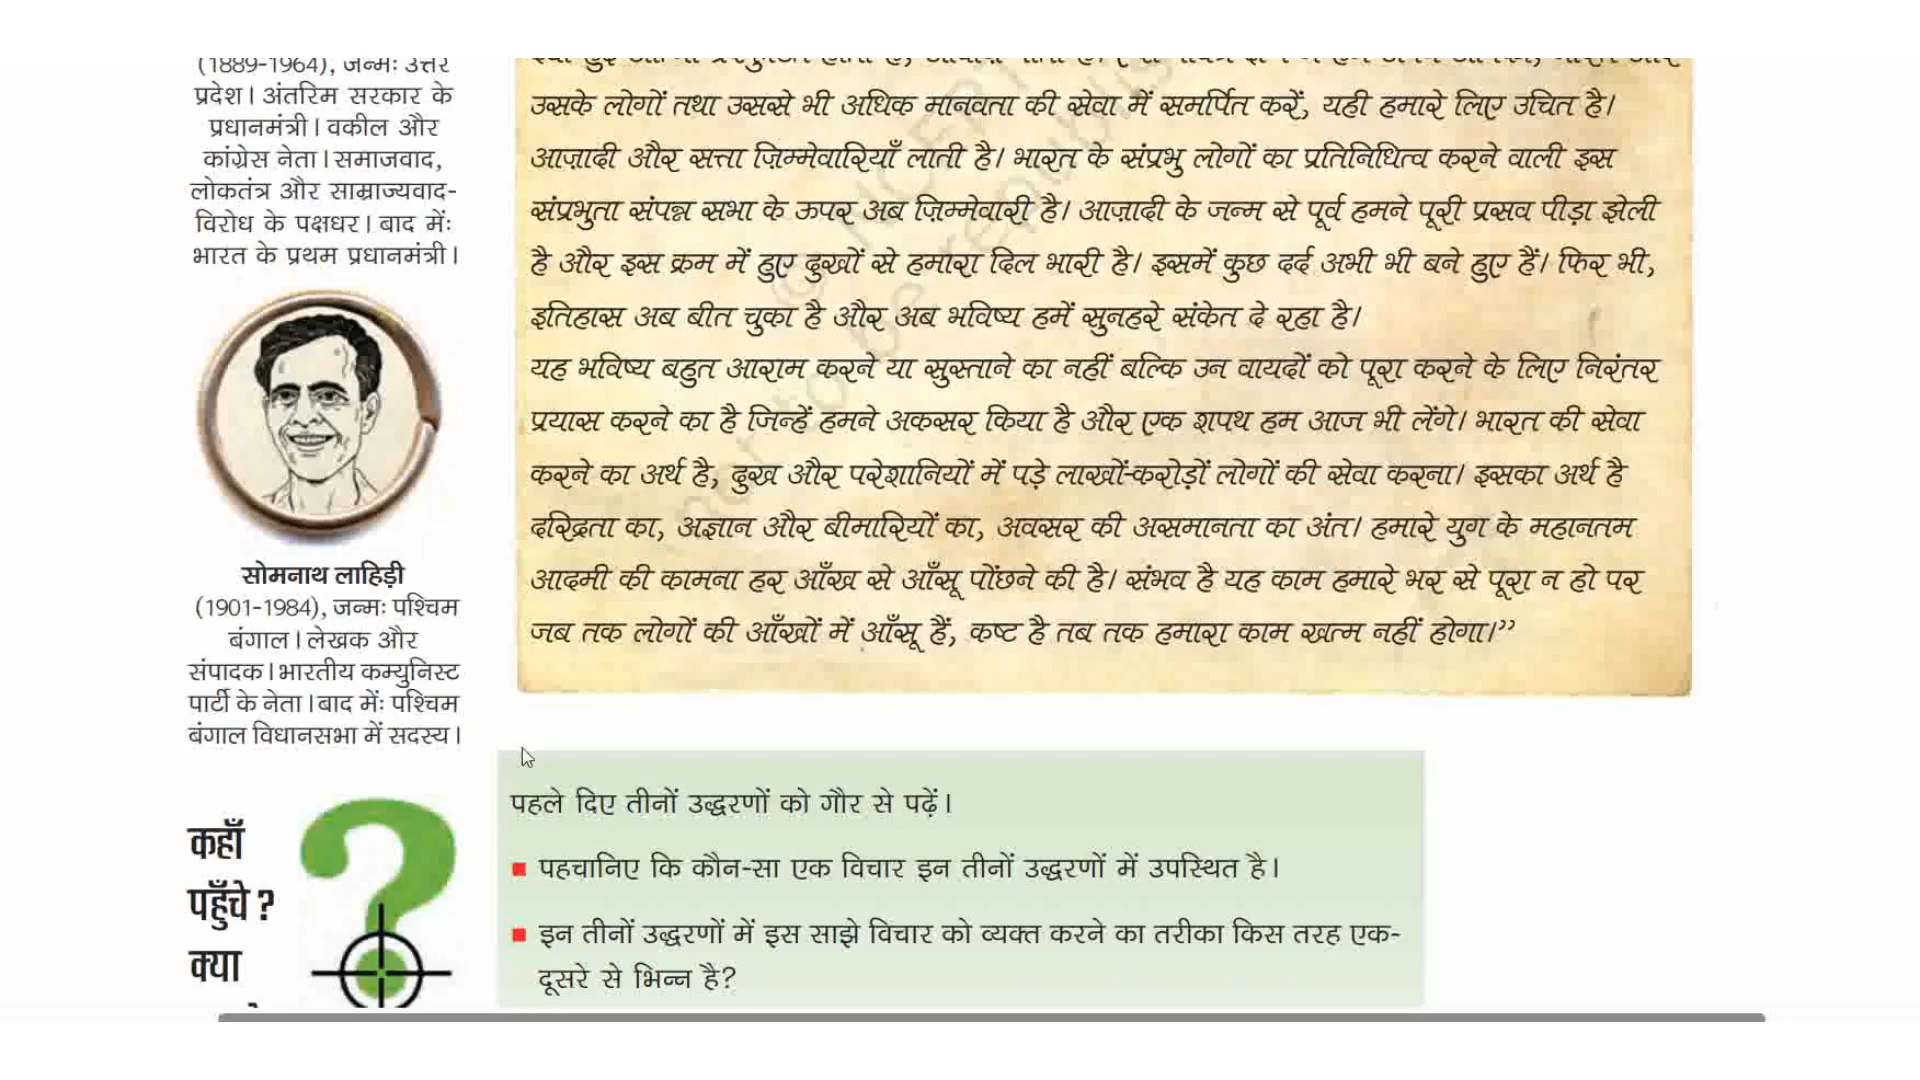 (1889-1964), जन्मः उत्तर
प्रदेश। अंतरिम सरकार के
प्रधानमंत्री। वकील और
कांग्रेस नेता। समाजवाद,
लोकतंत्र और साम्राज्यवाद-
विरोध के पक्षधर। बाद मेंः
भारत के प्रथम प्रधानमंत्री।
सोमनाथ लाहिड़ी
(1901-1984), जन्मः पश्चिम
बंगाल। लेखक और
संपादक। भारतीय कम्युनिस्ट
पार्टी के नेता। बाद मेंः पश्चिम
बंगाल विधानसभा में सदस्य।
कहाँ
पहुँचे ?
क्या
उसके लोगों तथा उससे भी अधिक मानवता की सेवा में समर्पित करें, यही हमारे लिए उचित है।
आज़ादी और सत्ता ज़िम्मेवारियाँ लाती है। भारत के संप्रभु लोगों का प्रतिनिधित्व करने वाली इस
संप्रभुता संपन्न सभा के ऊपर अब ज़िम्मेवारी है। आज़ादी के जन्म से पूर्व हमने पूरी प्रसव पीड़ा झेली
है और इस क्रम में हुए दुखों से हमारा दिल भारी है। इसमें कुछ दर्द अभी भी बने हुए हैं। फिर भी,
इतिहास अब बीत चुका है और अब भविष्य हमें सुनहरे संकेत दे रहा है।
यह भविष्य बहुत आराम करने या सुस्ताने का नहीं बल्कि उन वायदों को पूरा करने के लिए निरंतर
प्रयास करने का है जिन्हें हमने अकसर किया है और एक शपथ हम आज भी लेंगे। भारत की सेवा
करने का अर्थ है, दुख और परेशानियों में पड़े लाखों-करोड़ों लोगों की सेवा करना। इसका अर्थ है
दरिद्रता का, अज्ञान और बीमारियों का, अवसर की असमानता का अंत। हमारे युग के महानतम
आदमी की कामना हर आँख से आँसू पोंछने की है। संभव है यह काम हमारे भर से पूरा न हो पर
जब तक लोगों की आँखों में आँसू हैं, कष्ट है तब तक हमारा काम खत्म नहीं होगा।”
पहले दिए तीनों उद्धरणों को गौर से पढ़ें।
पहचानिए कि कौन-सा एक विचार इन तीनों उद्धरणों में उपस्थित है।
इन तीनों उद्धरणों में इस साझे विचार को व्यक्त करने का तरीका किस तरह एक-
दूसरे से भिन्न है?